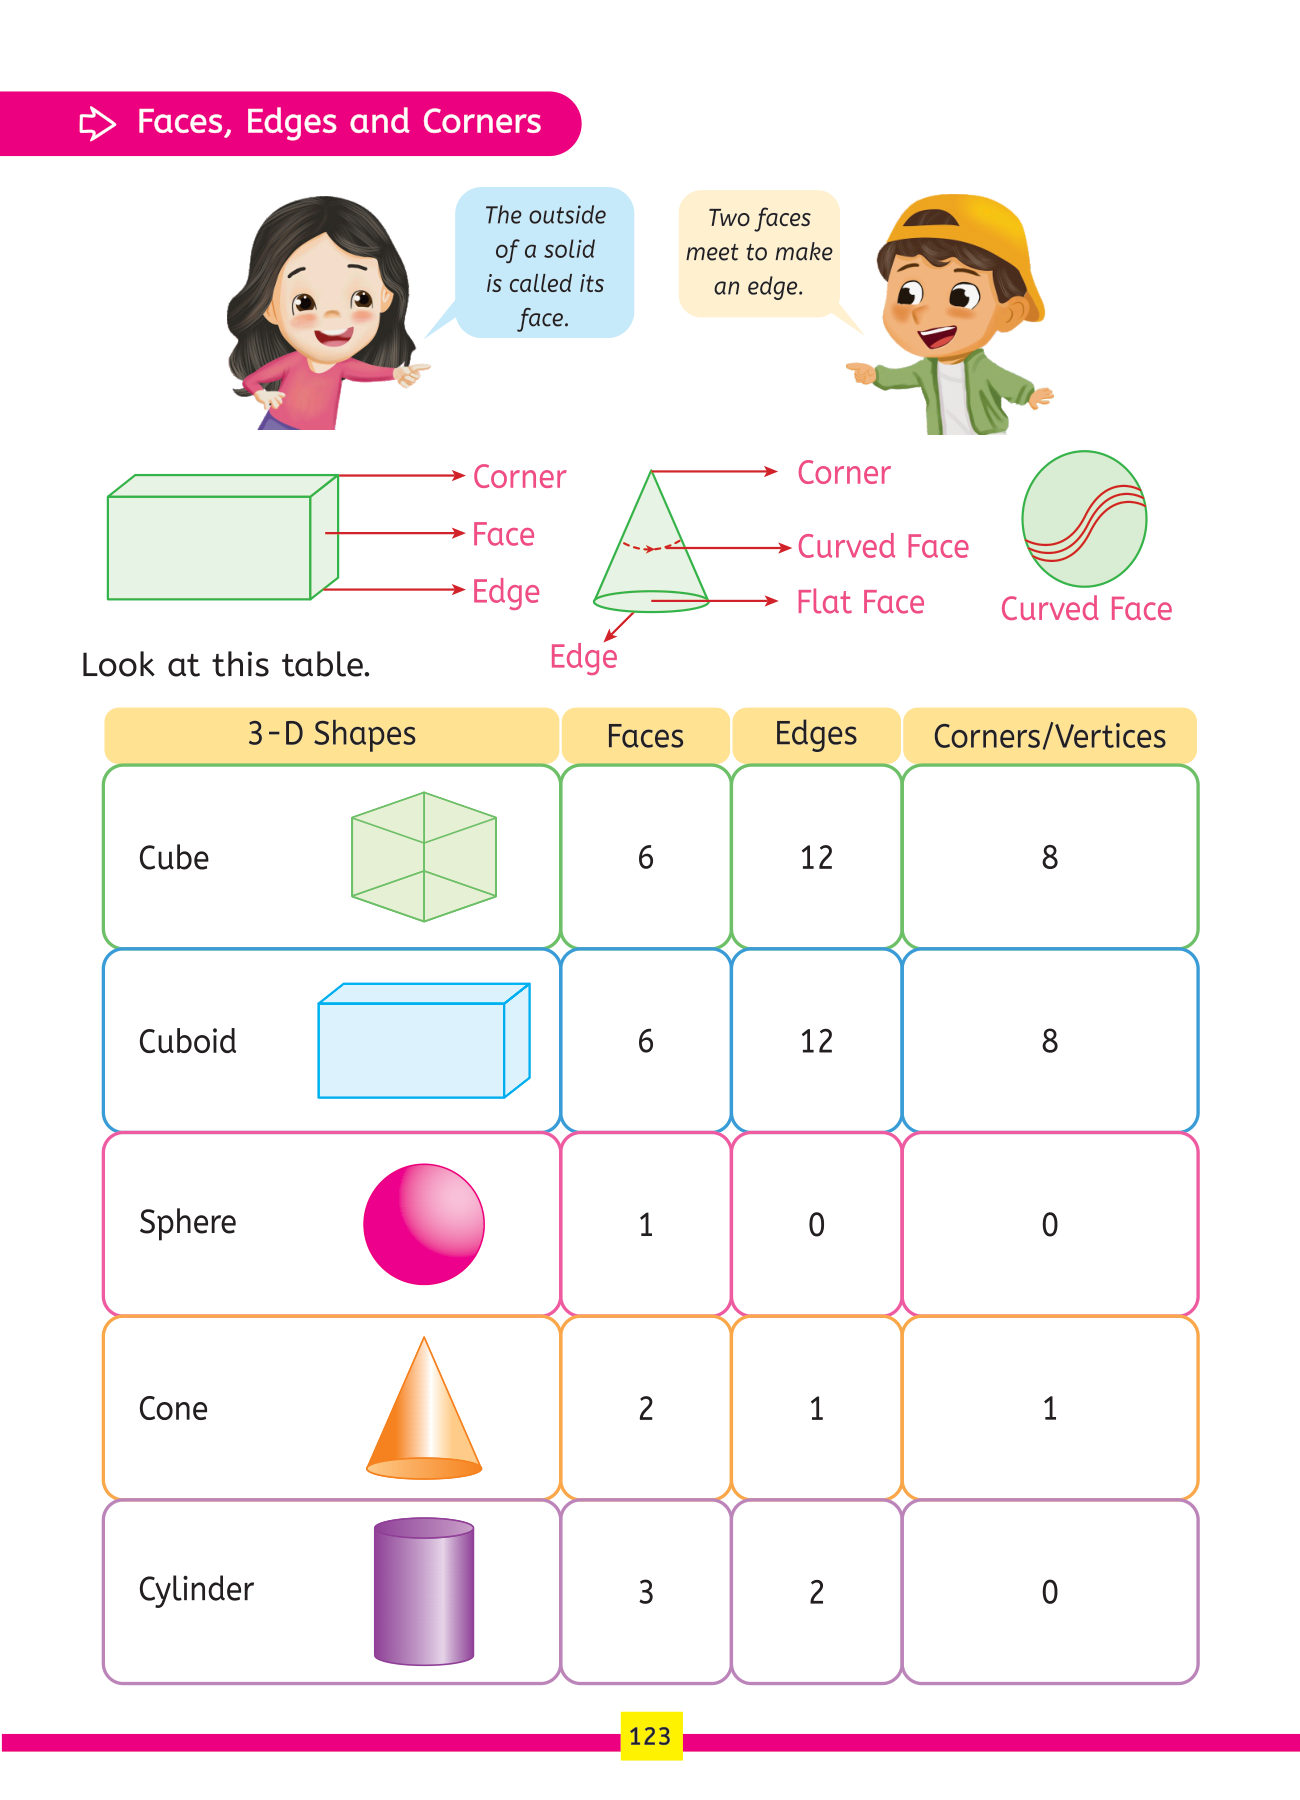 Faces, Edges and Corners
The outside
of a solid
is called its
face.
Two faces
meet to make
an edge.
Corner
Face
Edge
Corner
Curved Face
Flat Face
Edge
Curved Face
Look at this table.
3-D Shapes Faces Edges Corners/Vertices
Cube 6 12 8
Cuboid 6 12 8
Sphere 1 0 0
Cone 2 1 1
Cylinder 3 2 0
123